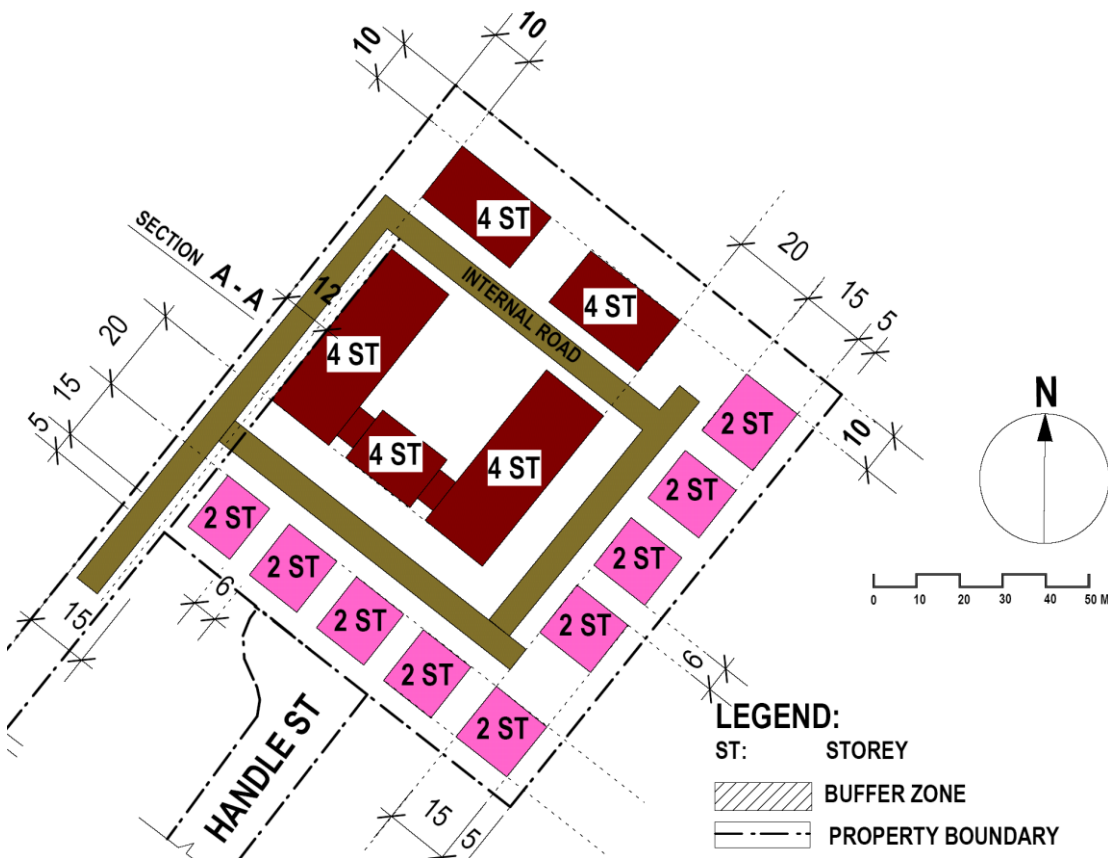 10
10
4 ST
SECTION A - A
20
15
5
INTERNAL ROAD
12
4 ST
20
15
5
4 ST
4 ST
4 ST
2 ST
10
N
2 ST
2 ST
2 ST
2 ST
2 ST
2 ST
2 ST
2 ST
6
15
6
0 10 20 30 40 50 M
HANDLE ST
15
5
LEGEND:
ST: STOREY
BUFFER ZONE
PROPERTY BOUNDARY